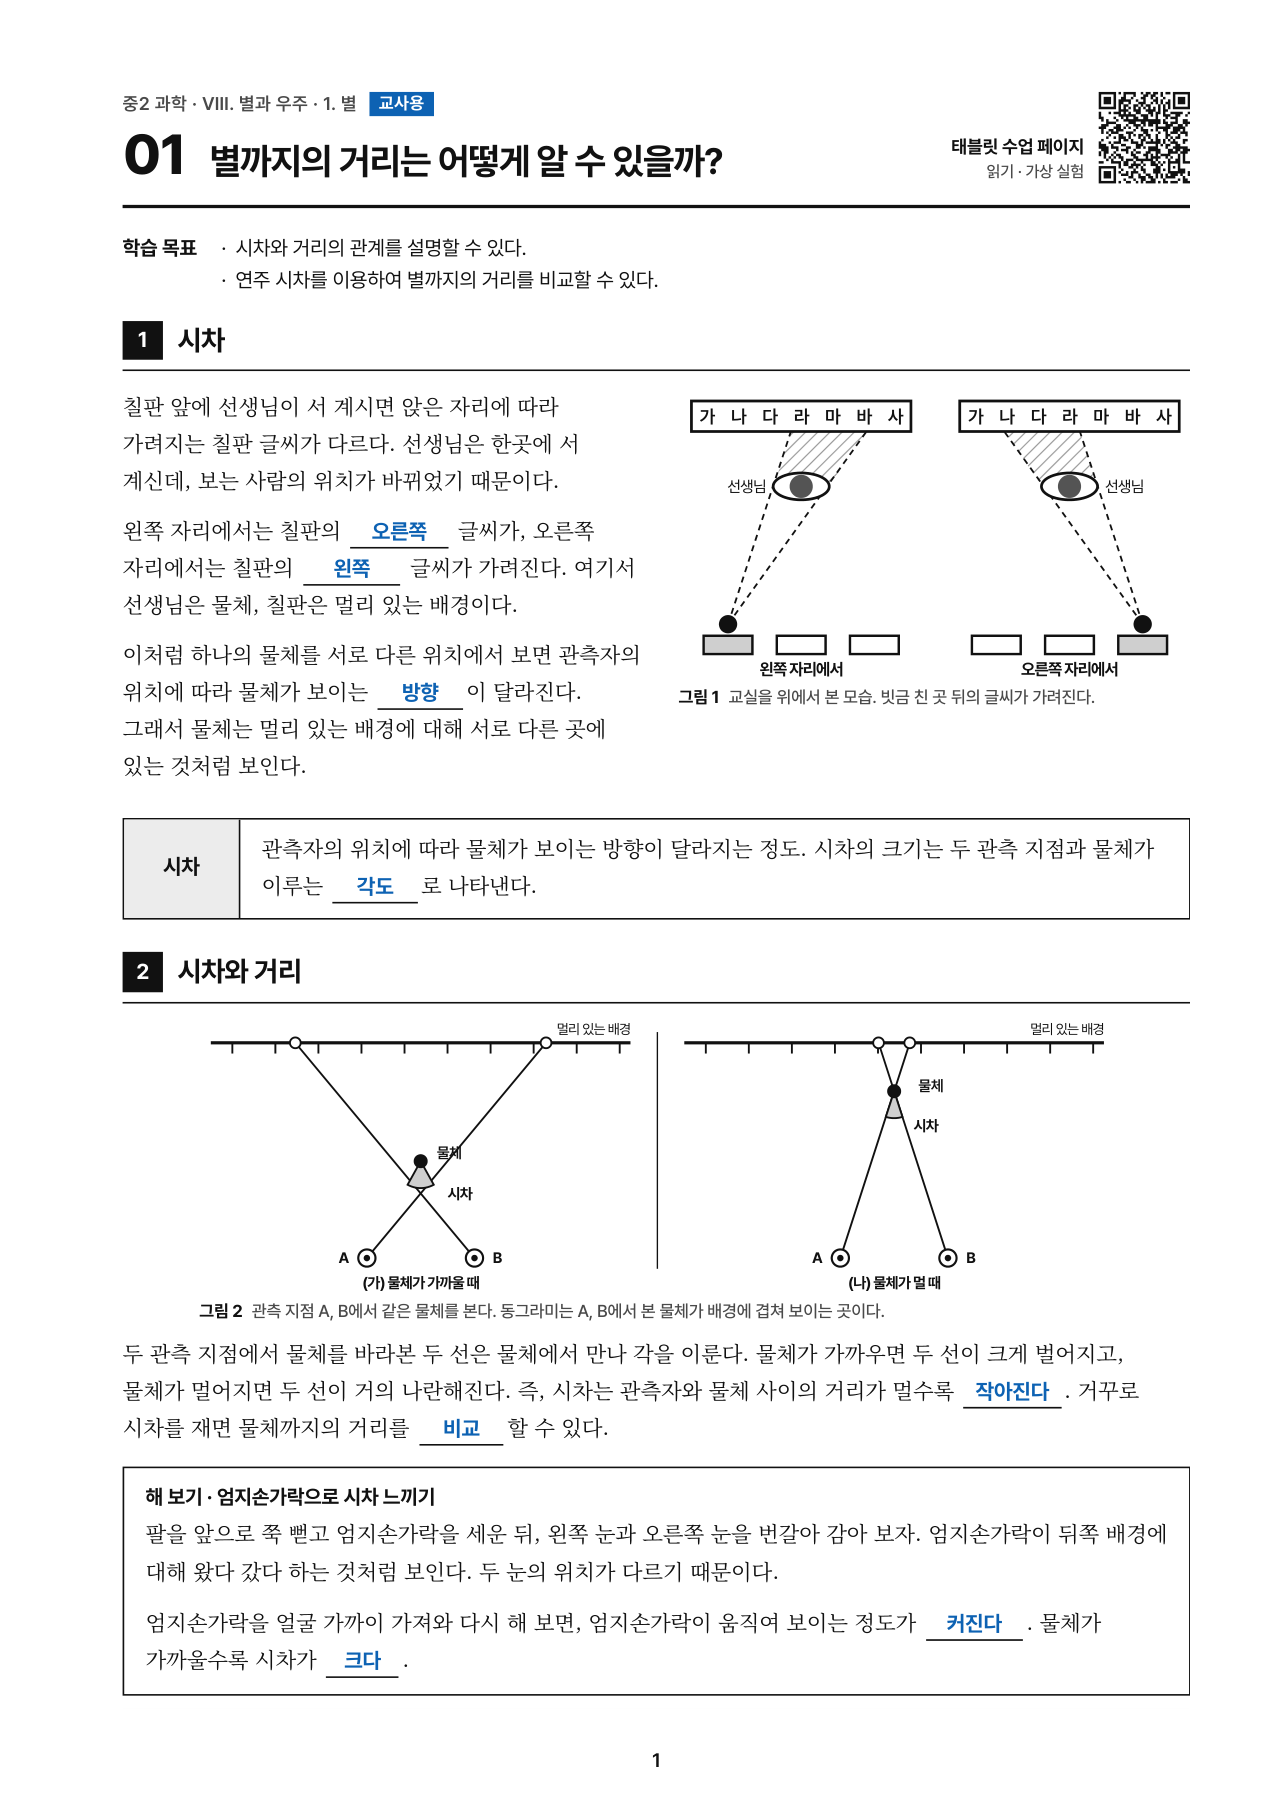 중2 과학 · VIII. 별과 우주 · 1. 별 교사용
01 별까지의 거리는 어떻게 알 수 있을까?
태블릿 수업 페이지
읽기 · 가상 실험
학습 목표 · 시차와 거리의 관계를 설명할 수 있다.
· 연주 시차를 이용하여 별까지의 거리를 비교할 수 있다.
1 시차
칠판 앞에 선생님이 서 계시면 앉은 자리에 따라
가려지는 칠판 글씨가 다르다. 선생님은 한곳에 서
계신데, 보는 사람의 위치가 바뀌었기 때문이다.
왼쪽 자리에서는 칠판의 오른쪽 글씨가, 오른쪽
자리에서는 칠판의 왼쪽 글씨가 가려진다. 여기서
선생님은 물체, 칠판은 멀리 있는 배경이다.
이처럼 하나의 물체를 서로 다른 위치에서 보면 관측자의
위치에 따라 물체가 보이는 방향 이 달라진다.
그래서 물체는 멀리 있는 배경에 대해 서로 다른 곳에
있는 것처럼 보인다.
가 나 다 라 마 바 사
선생님
왼쪽 자리에서
가 나 다 라 마 바 사
선생님
오른쪽 자리에서
그림 1 교실을 위에서 본 모습. 빗금 친 곳 뒤의 글씨가 가려진다.
시차
관측자의 위치에 따라 물체가 보이는 방향이 달라지는 정도. 시차의 크기는 두 관측 지점과 물체가
이루는 각도 로 나타낸다.
2 시차와 거리
멀리 있는 배경
물체
시차
A B
(가) 물체가 가까울 때
멀리 있는 배경
물체
시차
A B
(나) 물체가 멀 때
그림 2 관측 지점 A, B에서 같은 물체를 본다. 동그라미는 A, B에서 본 물체가 배경에 겹쳐 보이는 곳이다.
두 관측 지점에서 물체를 바라본 두 선은 물체에서 만나 각을 이룬다. 물체가 가까우면 두 선이 크게 벌어지고,
물체가 멀어지면 두 선이 거의 나란해진다. 즉, 시차는 관측자와 물체 사이의 거리가 멀수록 작아진다 . 거꾸로
시차를 재면 물체까지의 거리를 비교 할 수 있다.
해 보기 · 엄지손가락으로 시차 느끼기
팔을 앞으로 쭉 뻗고 엄지손가락을 세운 뒤, 왼쪽 눈과 오른쪽 눈을 번갈아 감아 보자. 엄지손가락이 뒤쪽 배경에
대해 왔다 갔다 하는 것처럼 보인다. 두 눈의 위치가 다르기 때문이다.
엄지손가락을 얼굴 가까이 가져와 다시 해 보면, 엄지손가락이 움직여 보이는 정도가 커진다 . 물체가
가까울수록 시차가 크다 .
1